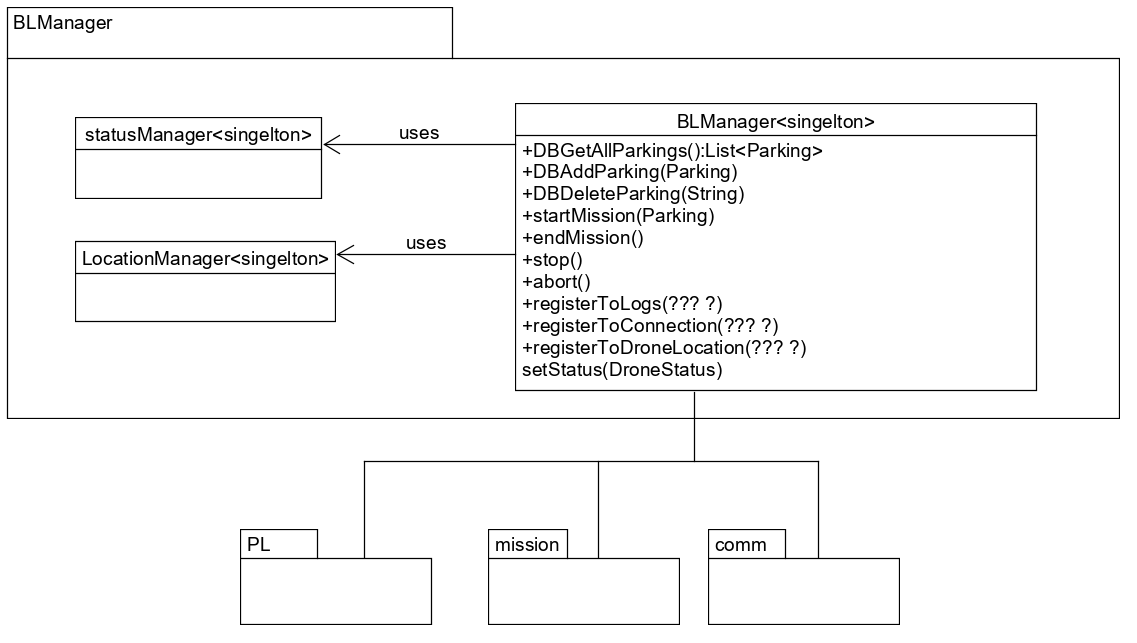 BLManager
statusManager<singelton>
uses
BLManager<singelton>
+DBGetAllParkings():List<Parking>
+DBAddParking(Parking)
+DBDeleteParking(String)
+startMission(Parking)
+endMission()
+stop()
+abort()
+registerToLogs(??? ?)
+registerToConnection(??? ?)
+registerToDroneLocation(??? ?)
setStatus(DroneStatus)
LocationManager<singelton>
uses
PL
mission
comm